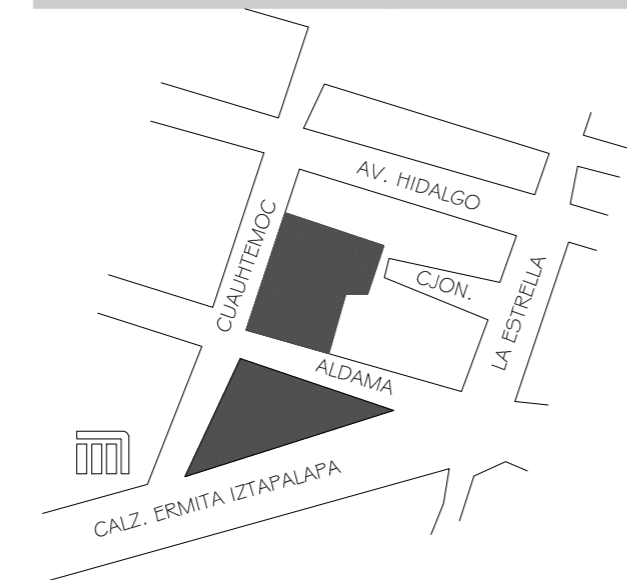 AV. HIDALGO
CUAUHTEMOC
CJON.
LA ESTRELLA
ALDAMA
CALZ. ERMITA IZTAPALAPA